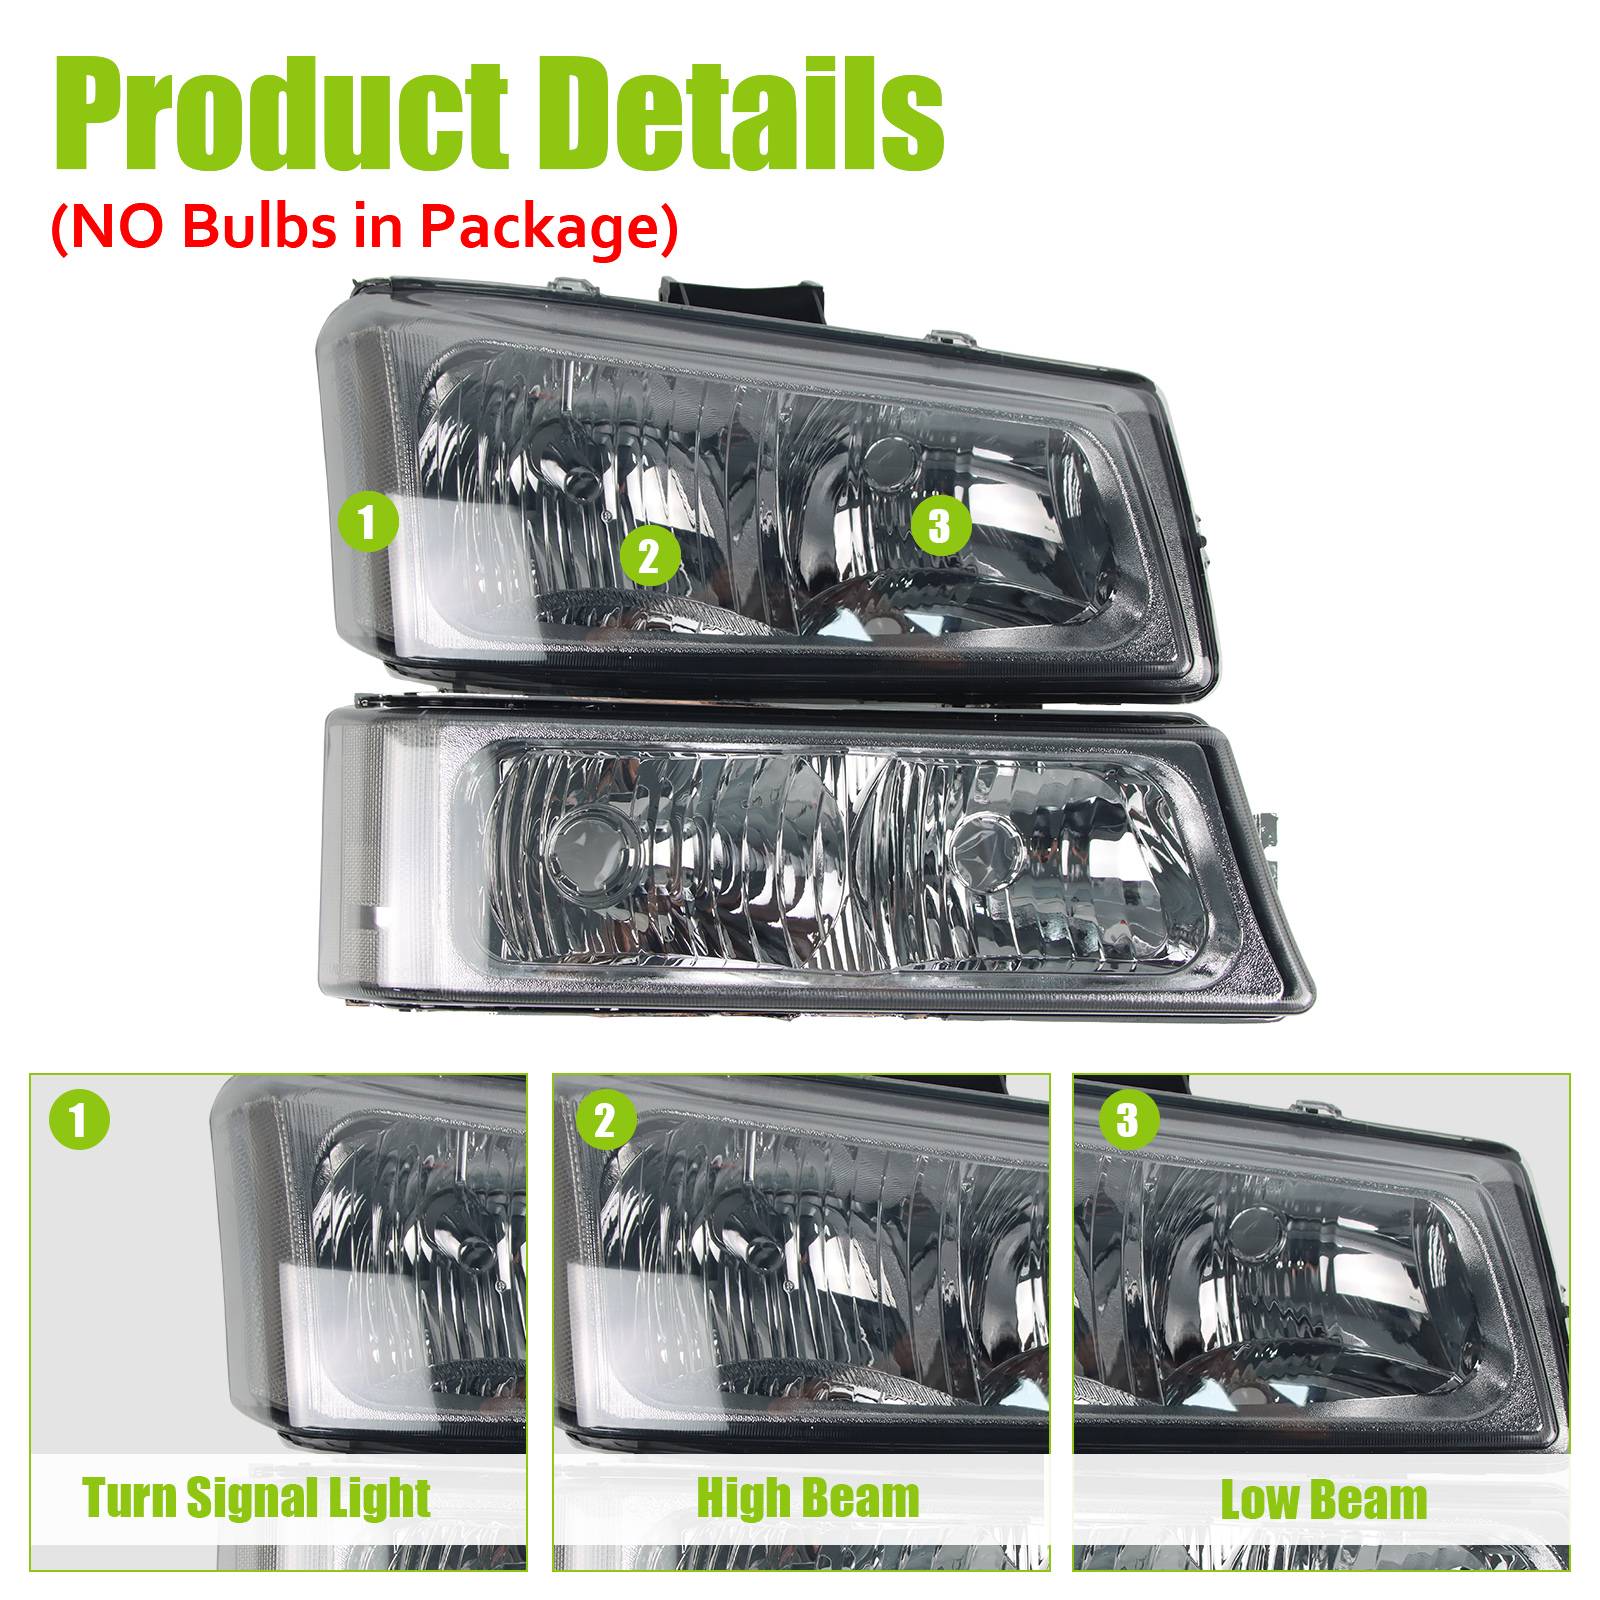 Product Details
(NO Bulbs in Package)
1
2
3
1
2
3
Turn Signal Light
High Beam
Low Beam